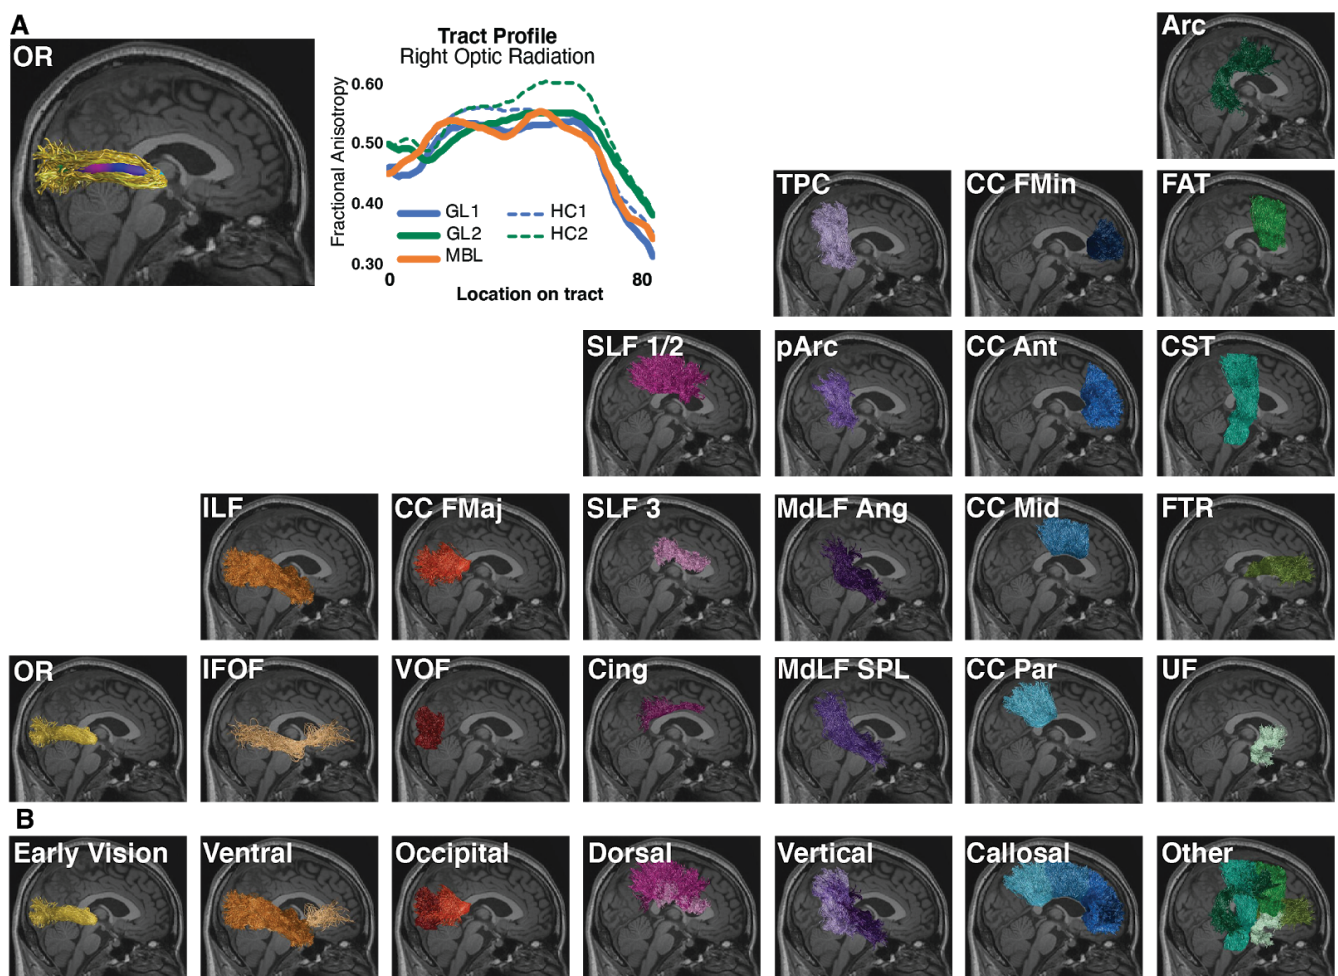 A
OR
Tract Profile
Right Optic Radiation
Fractional Anisotropy
0.60
0.50
0.40
0.30
GL1
GL2
MBL
HC1
HC2
0
80
Location on tract
Arc
TPC
CC FMin
FAT
SLF 1/2
pArc
CC Ant
CST
ILF
CC FMaj
SLF 3
MdLF Ang
CC Mid
FTR
OR
IFOF
VOF
Cing
MdLF SPL
CC Par
UF
B
Early Vision
Ventral
Occipital
Dorsal
Vertical
Callosal
Other